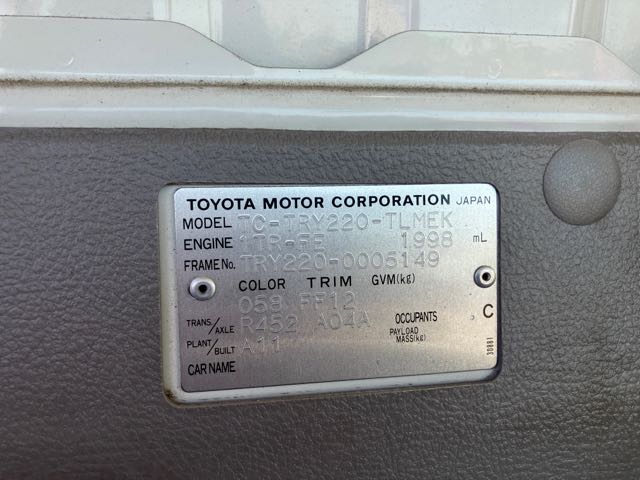 TOYOTA MOTOR CORPORATION JAPAN
MODEL TC-TRY220-TLMEK
ENGINE 1TR-FE 1998 mL
FRAME No. TRY220-0005149
COLOR TRIM GVM(kg)
058 FF12
TRANS/AXLE R452 A04A OCCUPANTS C
PLANT/BUILT A11 PAYLOAD MASS(kg)
CAR NAME
30881